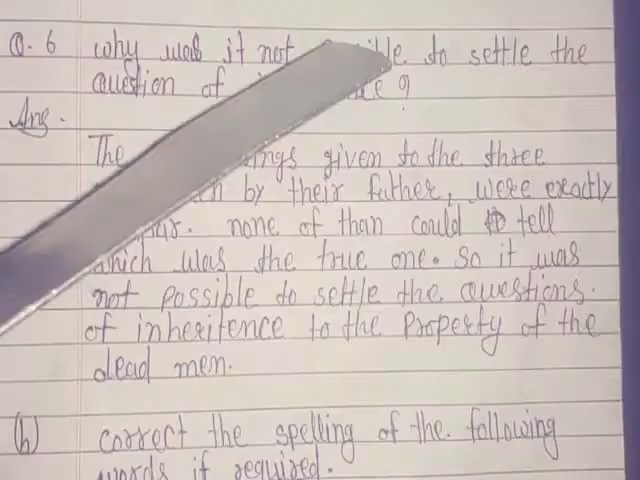 Q. 6 why was it not to settle the
question of
Ans.
The given to the three
by their father, were exactly
none of than could tell
which was the true one. So it was
not possible to settle the questions.
of inheritence to the Property of the
dead men.
(h) correct the spelling of the following
words if required.